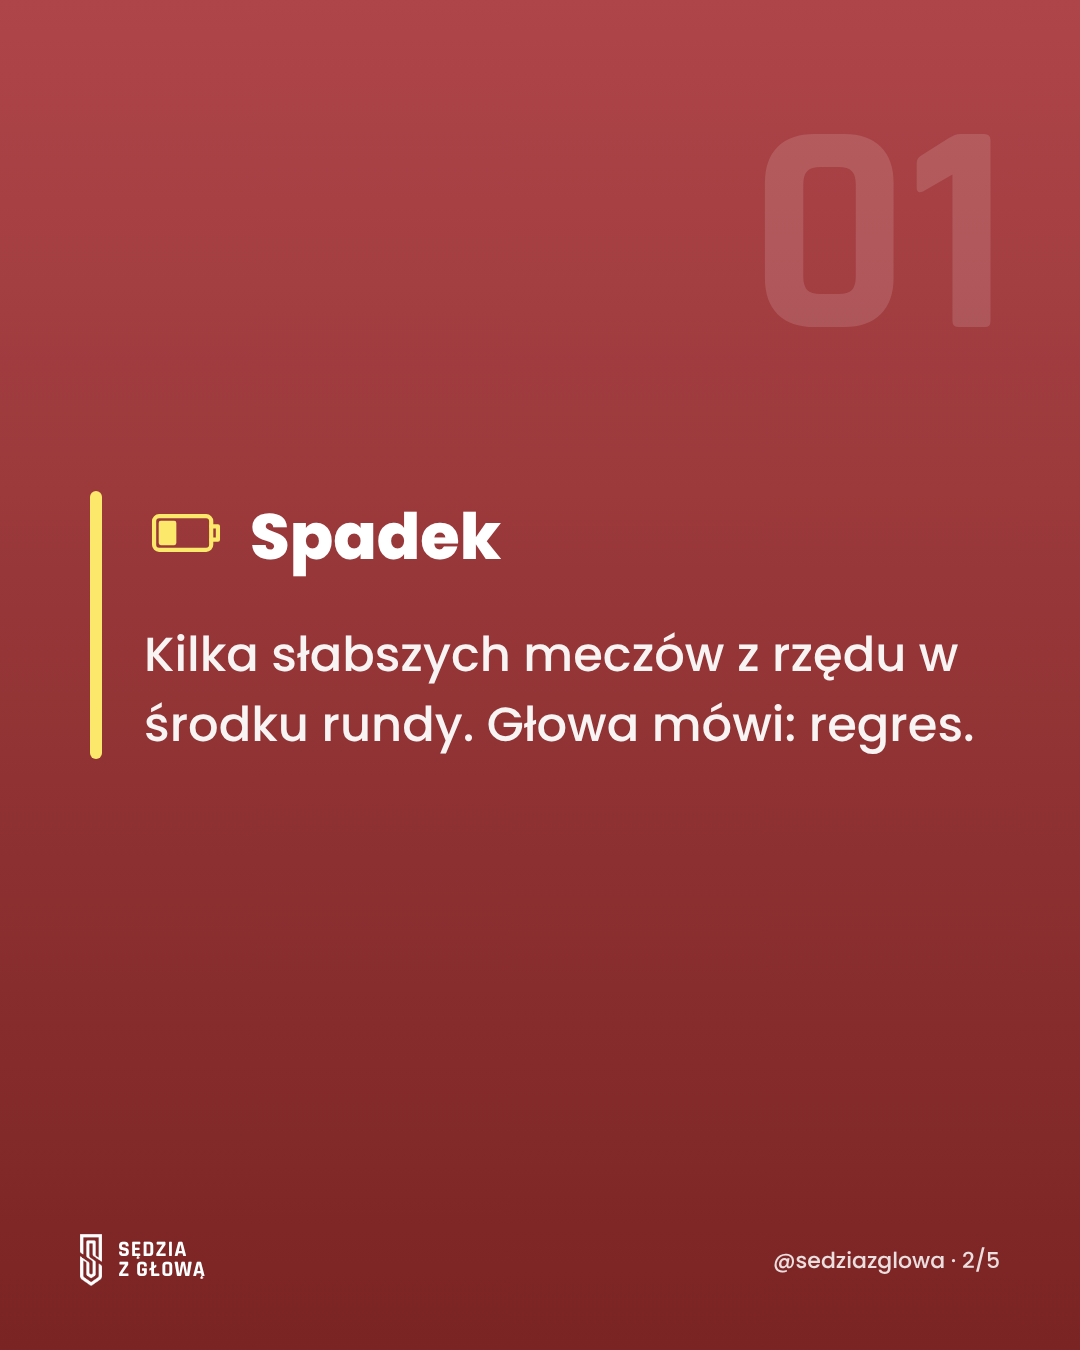 01
Spadek
Kilka słabszych meczów z rzędu w
środku rundy. Głowa mówi: regres.
SĘDZIA
Z GŁOWĄ
@sedziazglowa · 2/5